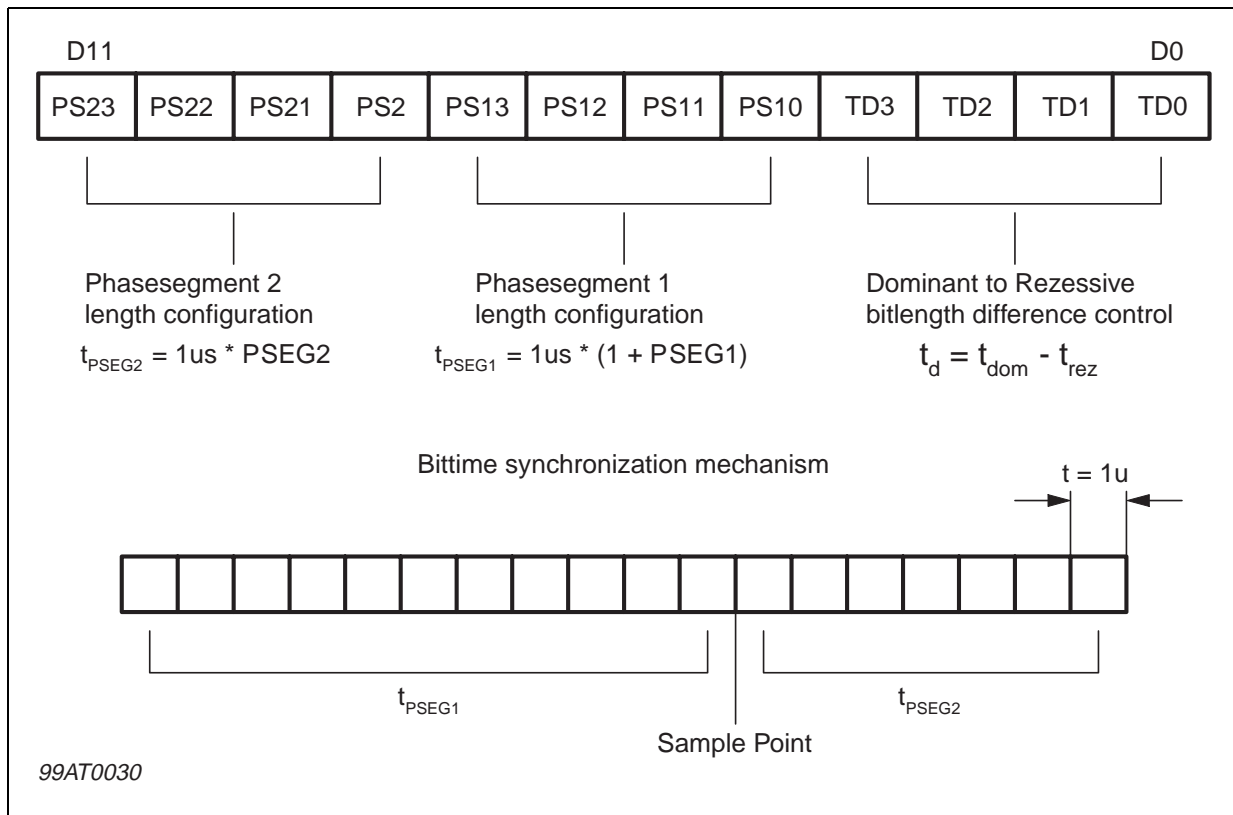 D11 D0
PS23 PS22 PS21 PS2 PS13 PS12 PS11 PS10 TD3 TD2 TD1 TD0
Phasesegment 2
length configuration
tPSEG2 = 1us * PSEG2
Phasesegment 1
length configuration
tPSEG1 = 1us * (1 + PSEG1)
Dominant to Rezessive
bitlength difference control
td = tdom - trez
Bittime synchronization mechanism
t = 1u
tPSEG1
tPSEG2
Sample Point
99AT0030